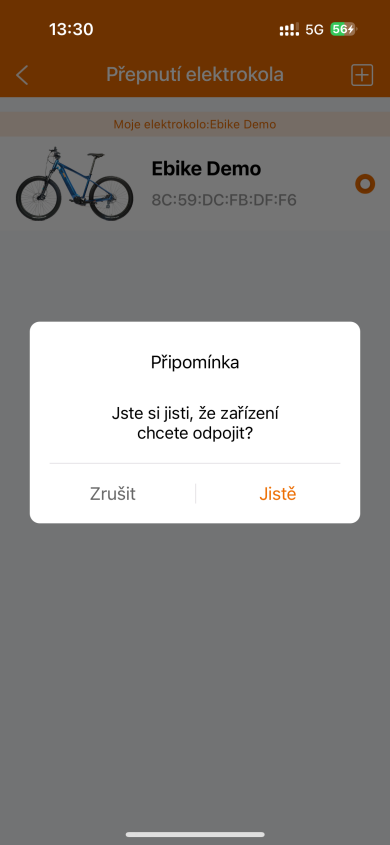 13:30
5G
56
Přepnutí elektrokola
Moje elektrokolo:Ebike Demo
Ebike Demo
8C:59:DC:FB:DF:F6
Připomínka
Jste si jisti, že zařízení
chcete odpojit?
Zrušit
Jistě